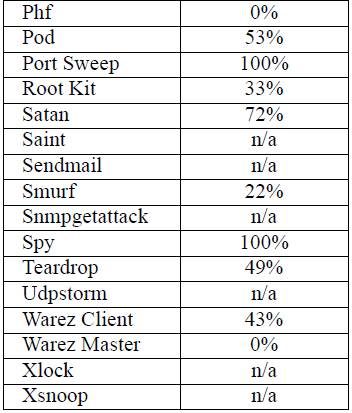 Phf 0%
Pod 53%
Port Sweep 100%
Root Kit 33%
Satan 72%
Saint n/a
Sendmail n/a
Smurf 22%
Snmpgetattack n/a
Spy 100%
Teardrop 49%
Udpstorm n/a
Warez Client 43%
Warez Master 0%
Xlock n/a
Xsnoop n/a